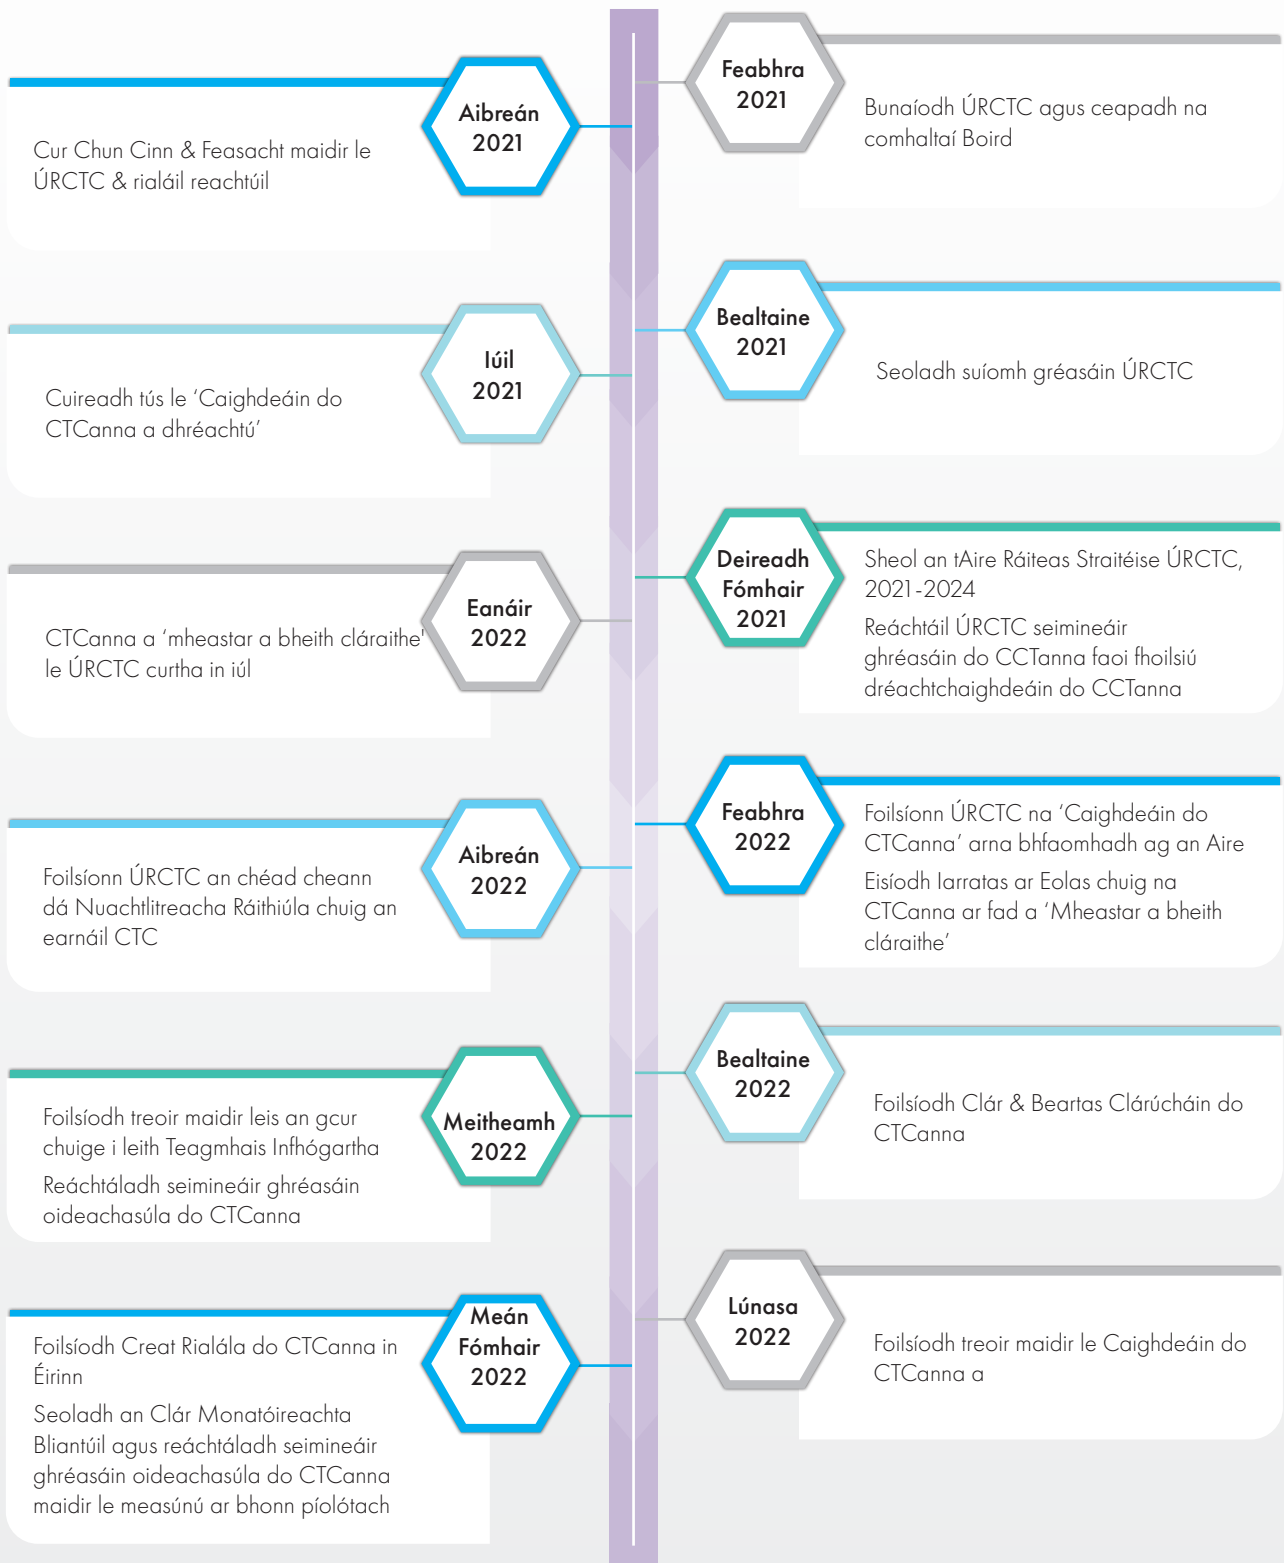 Feabhra
2021
Bunaíodh ÚRCTC agus ceapadh na
comhaltaí Boird
Aibreán
2021
Cur Chun Cinn & Feasacht maidir le
ÚRCTC & rialáil reachtúil
Bealtaine
2021
Seoladh suíomh gréasáin ÚRCTC
Iúil
2021
Cuireadh tús le ‘Caighdeáin do
CTCanna a dhréachtú’
Deireadh
Fómhair
2021
Sheol an tAire Ráiteas Straitéise ÚRCTC,
2021-2024
Reáchtáil ÚRCTC seimineáir
ghréasáin do CCTanna faoi fhoilsiú
dréachtchaighdeáin do CCTanna
Eanáir
2022
CTCanna a ‘mheastar a bheith cláraithe'
le ÚRCTC curtha in iúl
Feabhra
2022
Foilsíonn ÚRCTC na ‘Caighdeáin do
CTCanna’ arna bhfaomhadh ag an Aire
Eisíodh Iarratas ar Eolas chuig na
CTCanna ar fad a ‘Mheastar a bheith
cláraithe’
Aibreán
2022
Foilsíonn ÚRCTC an chéad cheann
dá Nuachtlitreacha Ráithiúla chuig an
earnáil CTC
Bealtaine
2022
Foilsíodh Clár & Beartas Clárúcháin do
CTCanna
Meitheamh
2022
Foilsíodh treoir maidir leis an gcur
chuige i leith Teagmhais Infhógartha
Reáchtáladh seimineáir ghréasáin
oideachasúla do CTCanna
Lúnasa
2022
Foilsíodh treoir maidir le Caighdeáin do
CTCanna a
Meán
Fómhair
2022
Foilsíodh Creat Rialála do CTCanna in
Éirinn
Seoladh an Clár Monatóireachta
Bliantúil agus reáchtáladh seimineáir
ghréasáin oideachasúla do CTCanna
maidir le measúnú ar bhonn píolótach